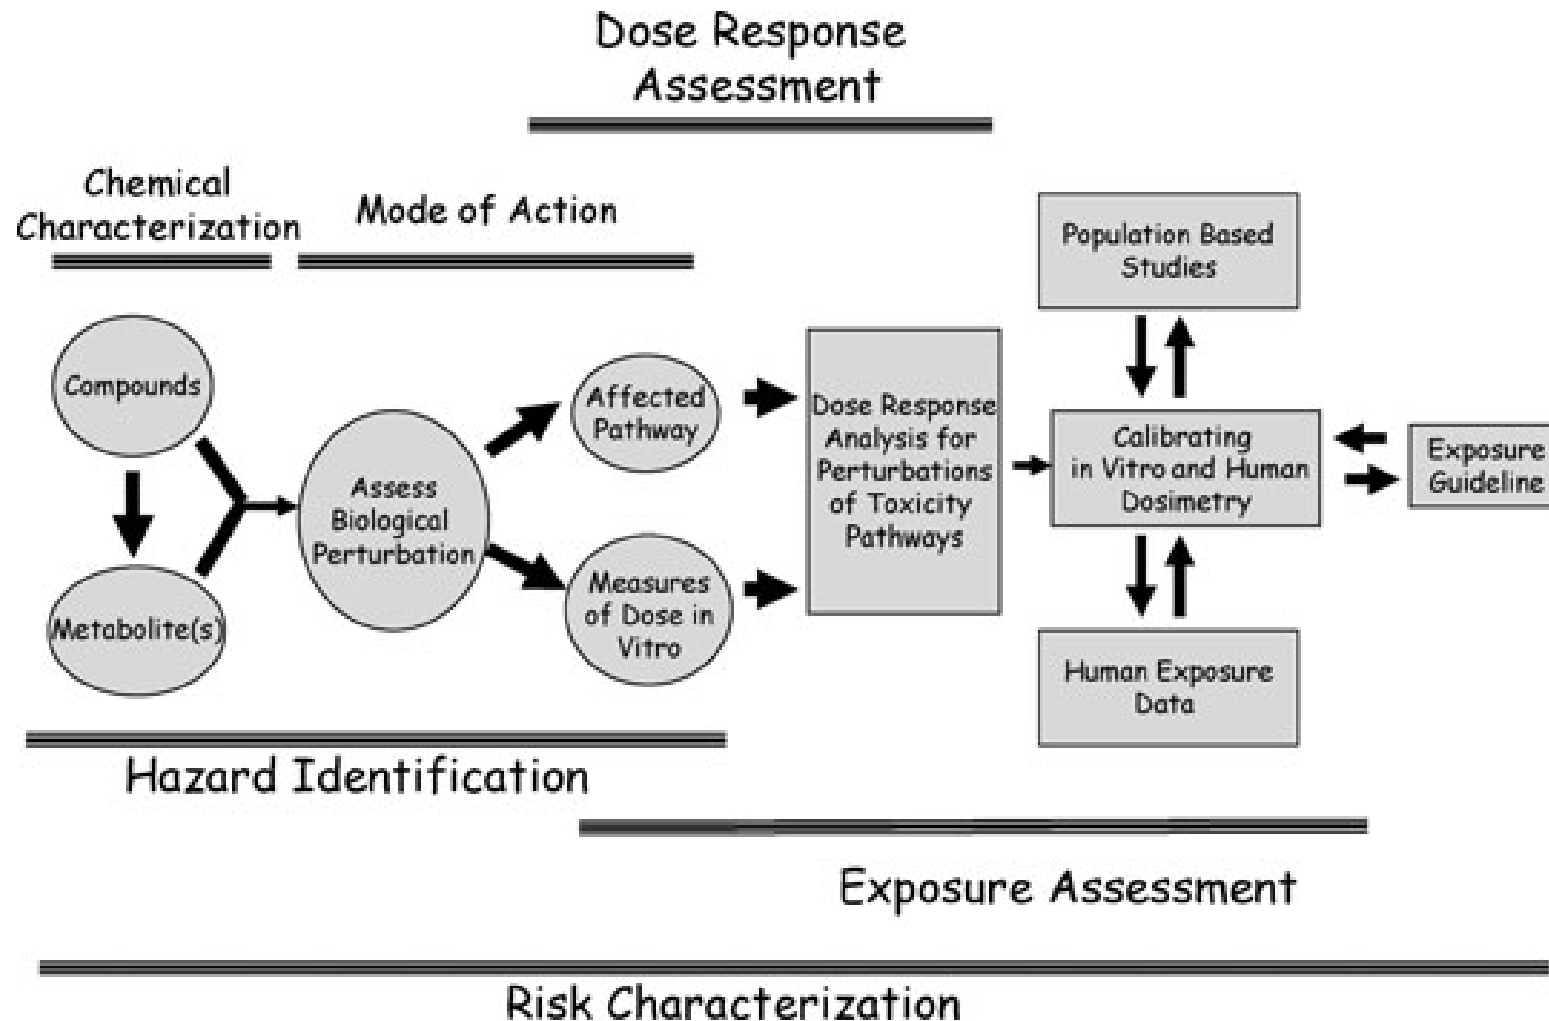 Dose Response
Assessment
Chemical
Characterization
Mode of Action
Population Based
Studies
Compounds
Affected
Pathway
Dose Response
Analysis for
Perturbations
of Toxicity
Pathways
Calibrating
in Vitro and Human
Dosimetry
Exposure
Guideline
Assess
Biological
Perturbation
Metabolite(s)
Measures
of Dose in
Vitro
Human Exposure
Data
Hazard Identification
Exposure Assessment
Risk Characterization